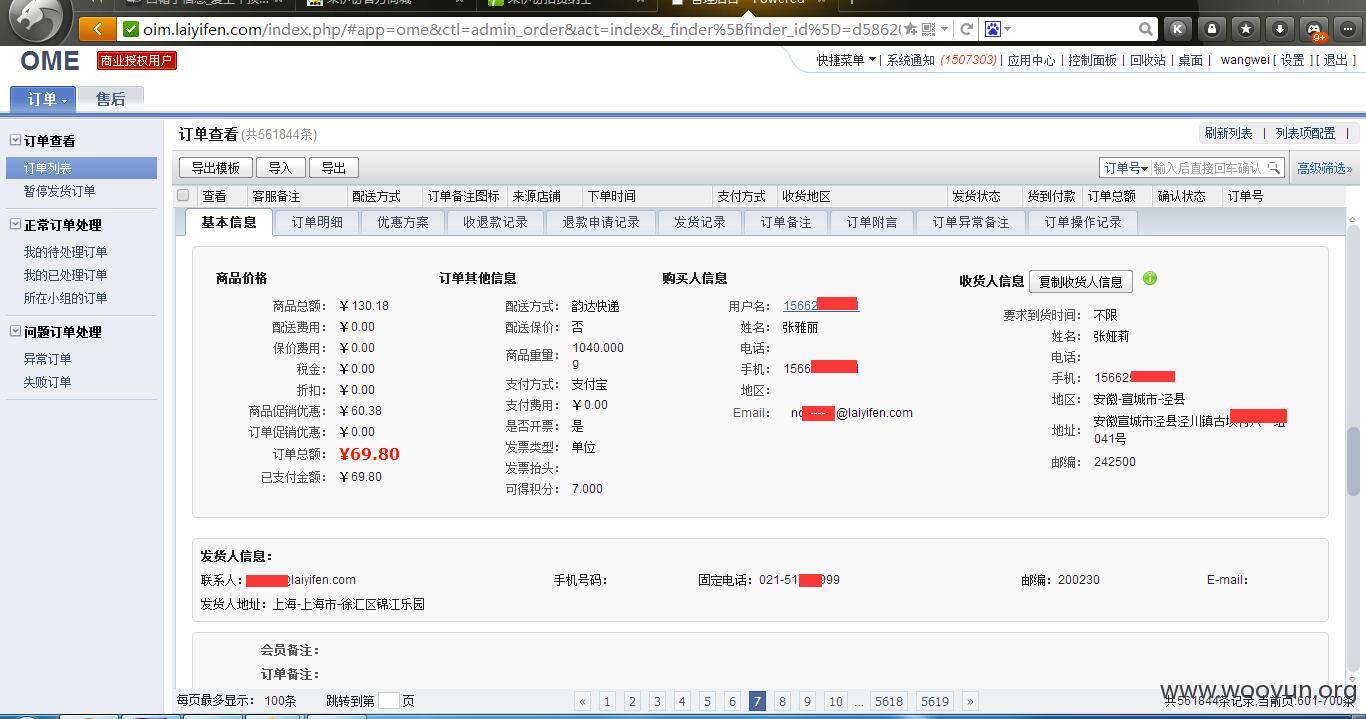 oim.laiyifen.com/index.php/#app=ome&ctl=admin_order&act=index&_finder%5Bfinder_id%5D=d5862
K
9+
OME 商业授权用户
快捷菜单 | 系统通知 (1507303) | 应用中心 | 控制面板 | 回收站 | 桌面 | wangwei [ 设置 ] [ 退出 ]
订单 售后
订单查看
订单列表
暂停发货订单
正常订单处理
我的待处理订单
我的已处理订单
所在小组的订单
问题订单处理
异常订单
失败订单
订单查看 (共561844条)
刷新列表 | 列表项配置 |
导出模板 导入 导出
订单号 输入后直接回车确认 高级筛选»
查看 客服备注 配送方式 订单备注图标 来源店铺 下单时间 支付方式 收货地区 发货状态 货到付款 订单总额 确认状态 订单号
基本信息 订单明细 优惠方案 收退款记录 退款申请记录 发货记录 订单备注 订单附言 订单异常备注 订单操作记录
商品价格
商品总额: ￥130.18
配送费用: ￥0.00
保价费用: ￥0.00
税金: ￥0.00
折扣: ￥0.00
商品促销优惠: ￥60.38
订单促销优惠: ￥0.00
订单总额: ￥69.80
已支付金额: ￥69.80
订单其他信息
配送方式: 韵达快递
配送保价: 否
商品重量: 1040.000
g
支付方式: 支付宝
支付费用: ￥0.00
是否开票: 是
发票类型: 单位
发票抬头:
可得积分: 7.000
购买人信息
用户名: 15662
姓名: 张雅丽
电话:
手机: 1566
地区:
Email: @laiyifen.com
收货人信息 复制收货人信息
要求到货时间: 不限
姓名: 张娅莉
电话:
手机: 15662
地区: 安徽-宣城市-泾县
地址: 安徽宣城市泾县泾川镇古
041号
邮编: 242500
发货人信息:
联系人: laiyifen.com 手机号码: 固定电话: 021-51 999 邮编: 200230 E-mail:
发货人地址: 上海-上海市-徐汇区锦江乐园
会员备注:
订单备注:
每页最多显示: 100条 跳转到第 页 « 1 2 3 4 5 6 7 8 9 10 ... 5618 5619 » 共561844条记录,当前页:601-700条
www.wooyun.org